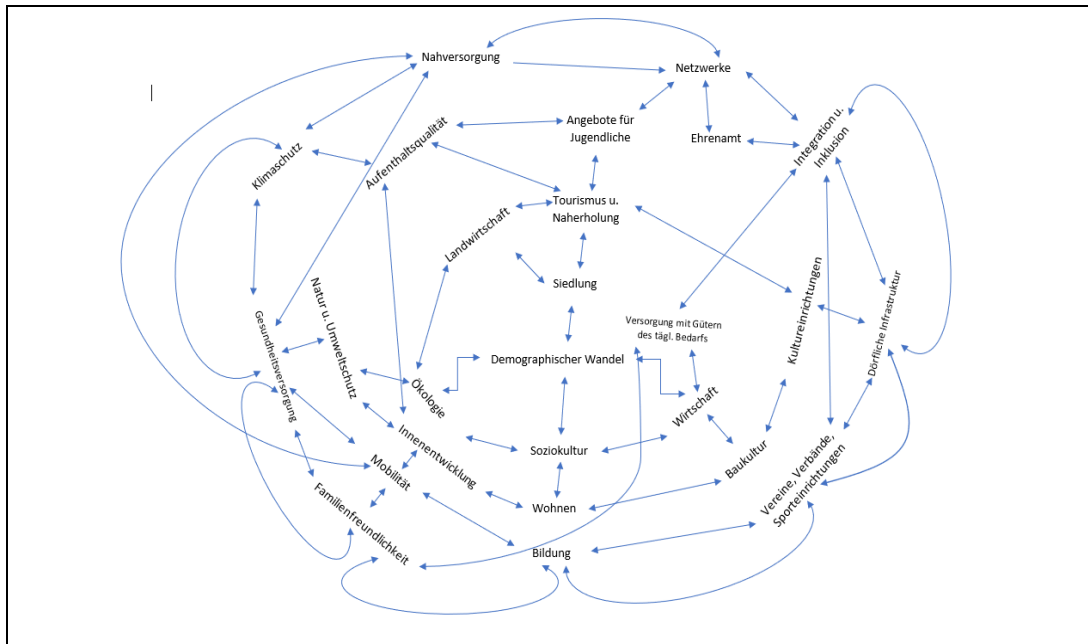 Nahversorgung
Netzwerke
Angebote für
Jugendliche
Ehrenamt
Integration u.
Inklusion
Klimaschutz
Aufenthaltsqualität
Tourismus u.
Naherholung
Landwirtschaft
Siedlung
Kultureinrichtungen
Dörfliche Infrastruktur
Natur u. Umweltschutz
Gesundheitsversorgung
Versorgung mit Gütern
des tägl. Bedarfs
Demographischer Wandel
Ökologie
Wirtschaft
Innenentwicklung
Soziokultur
Baukultur
Vereine, Verbände,
Sporteinrichtungen
Mobilität
Wohnen
Familienfreundlichkeit
Bildung